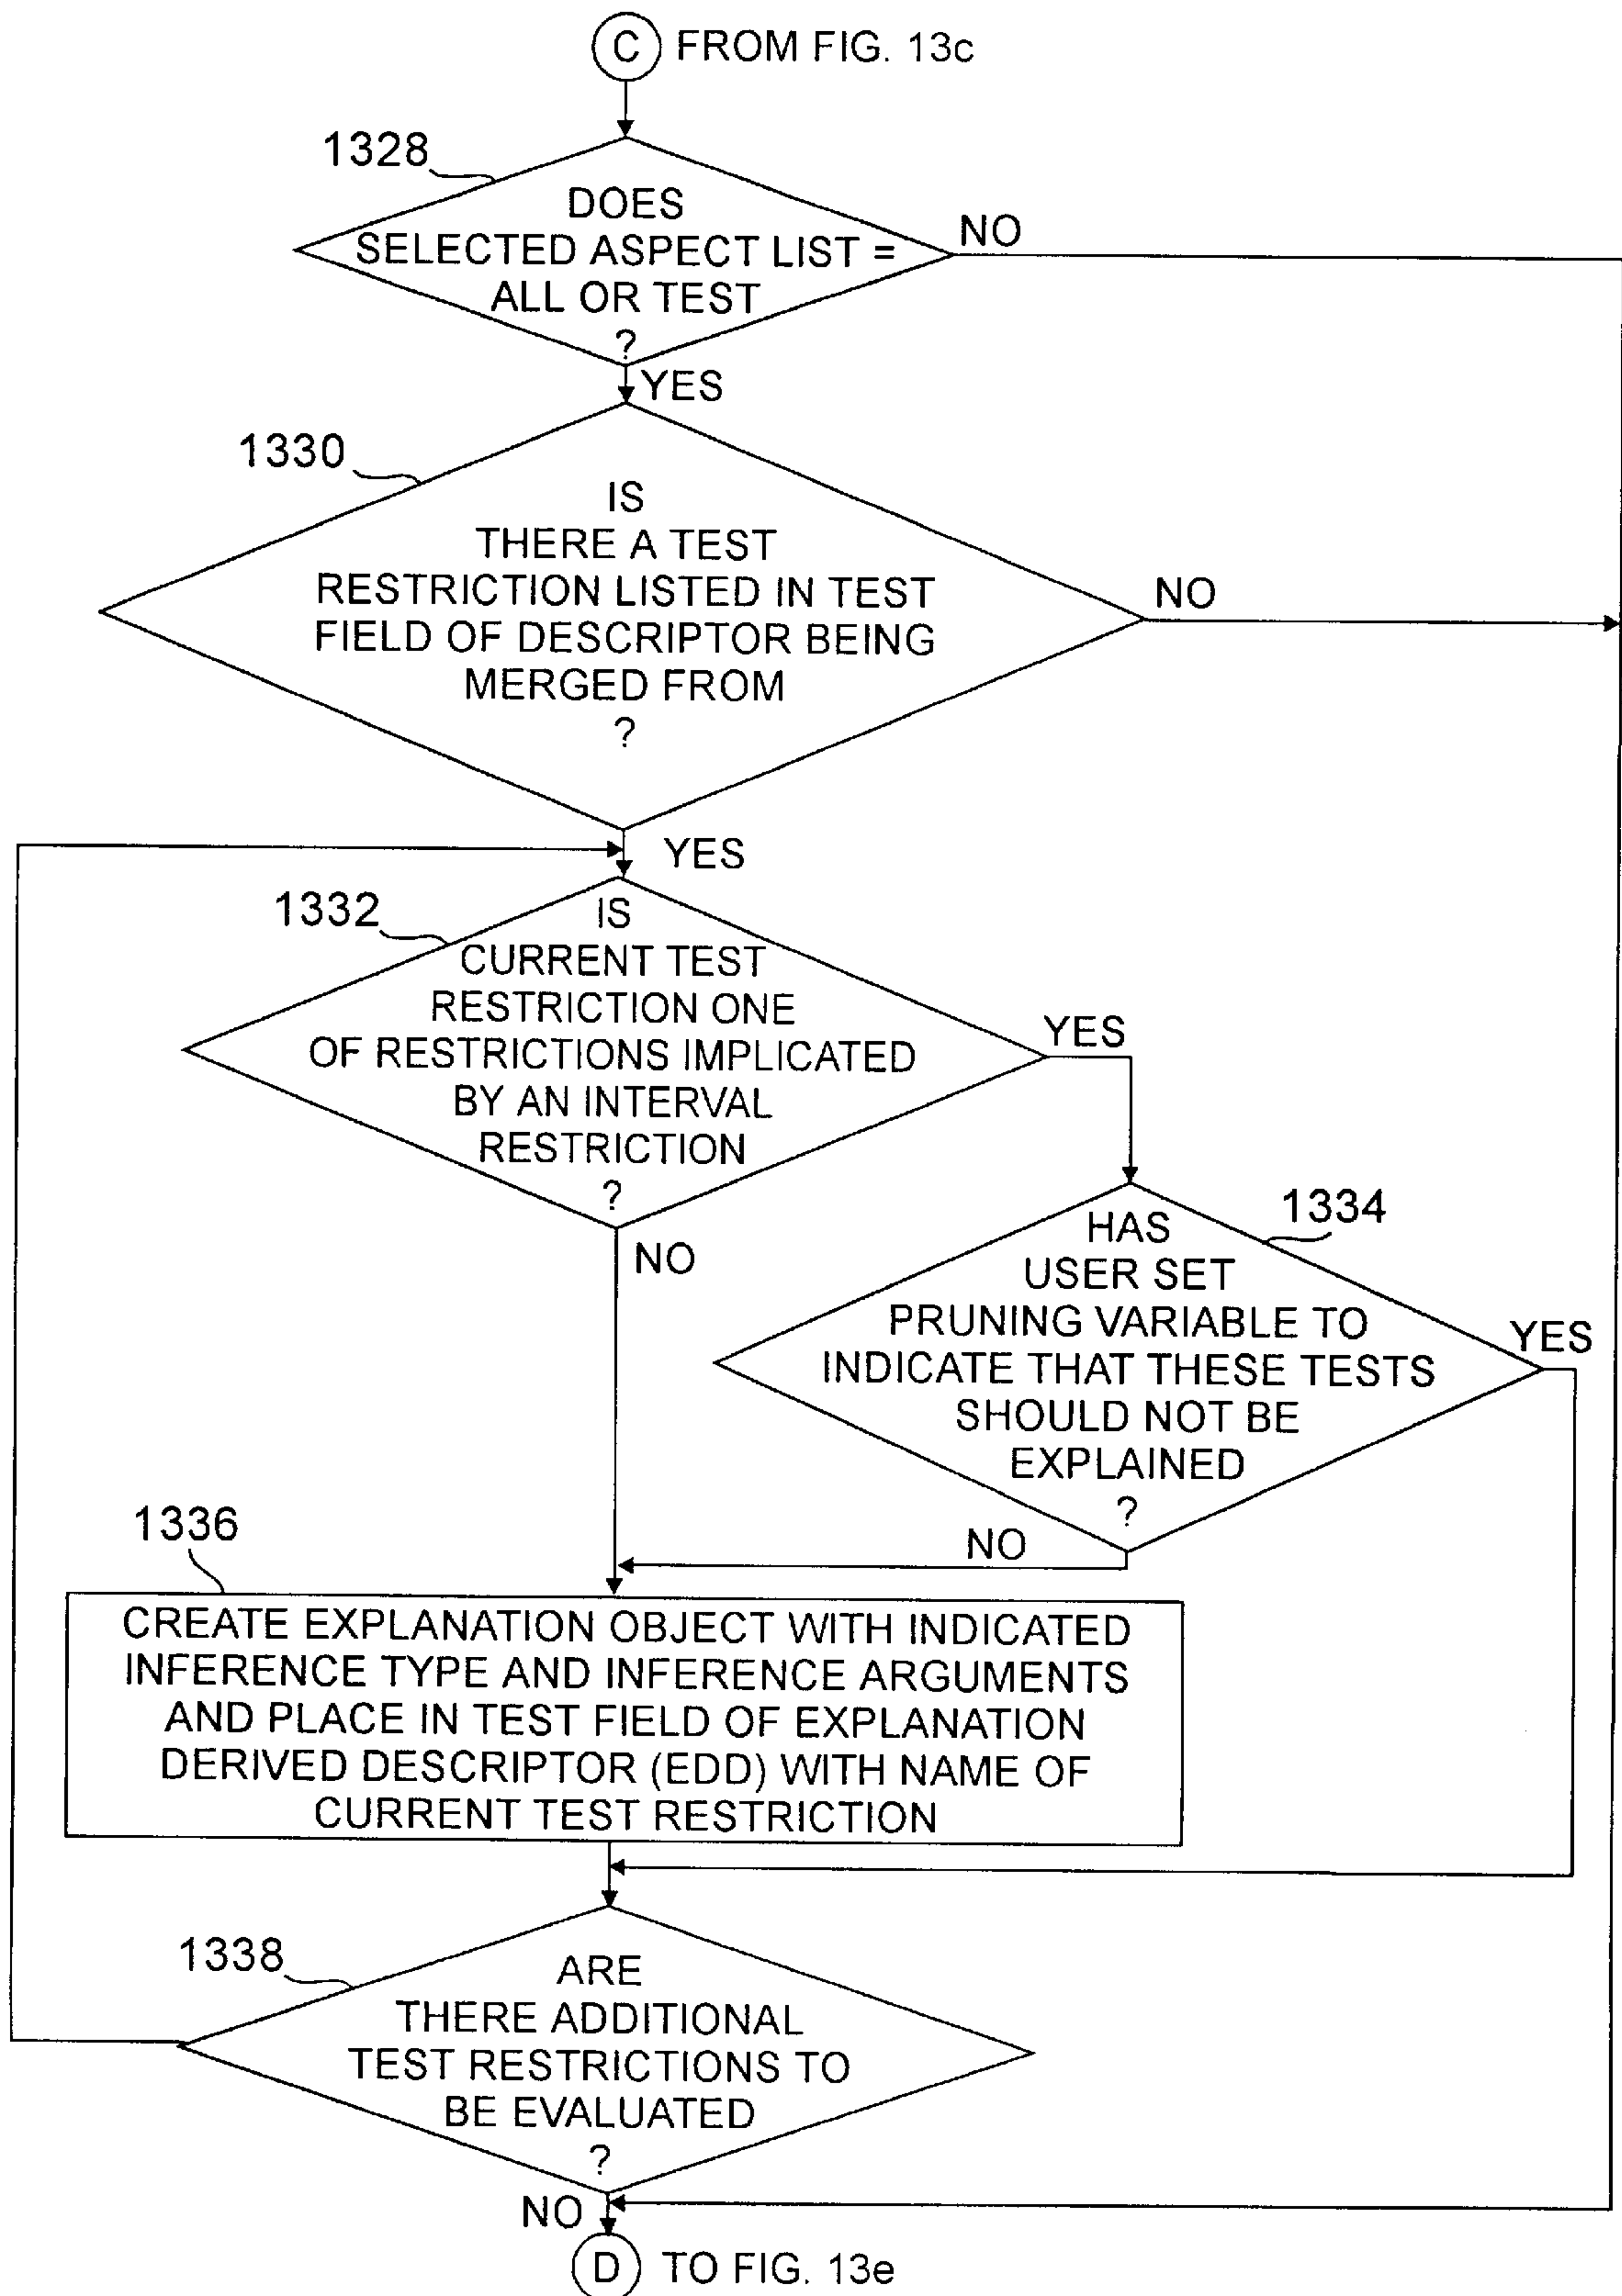 C FROM FIG. 13c
1328
DOES
SELECTED ASPECT LIST =
ALL OR TEST
?
NO
YES
1330
IS
THERE A TEST
RESTRICTION LISTED IN TEST
FIELD OF DESCRIPTOR BEING
MERGED FROM
?
NO
YES
1332
IS
CURRENT TEST
RESTRICTION ONE
OF RESTRICTIONS IMPLICATED
BY AN INTERVAL
RESTRICTION
?
YES
NO
1334
HAS
USER SET
PRUNING VARIABLE TO
INDICATE THAT THESE TESTS
SHOULD NOT BE
EXPLAINED
?
YES
NO
1336
CREATE EXPLANATION OBJECT WITH INDICATED
INFERENCE TYPE AND INFERENCE ARGUMENTS
AND PLACE IN TEST FIELD OF EXPLANATION
DERIVED DESCRIPTOR (EDD) WITH NAME OF
CURRENT TEST RESTRICTION
1338
ARE
THERE ADDITIONAL
TEST RESTRICTIONS TO
BE EVALUATED
?
NO
D TO FIG. 13e